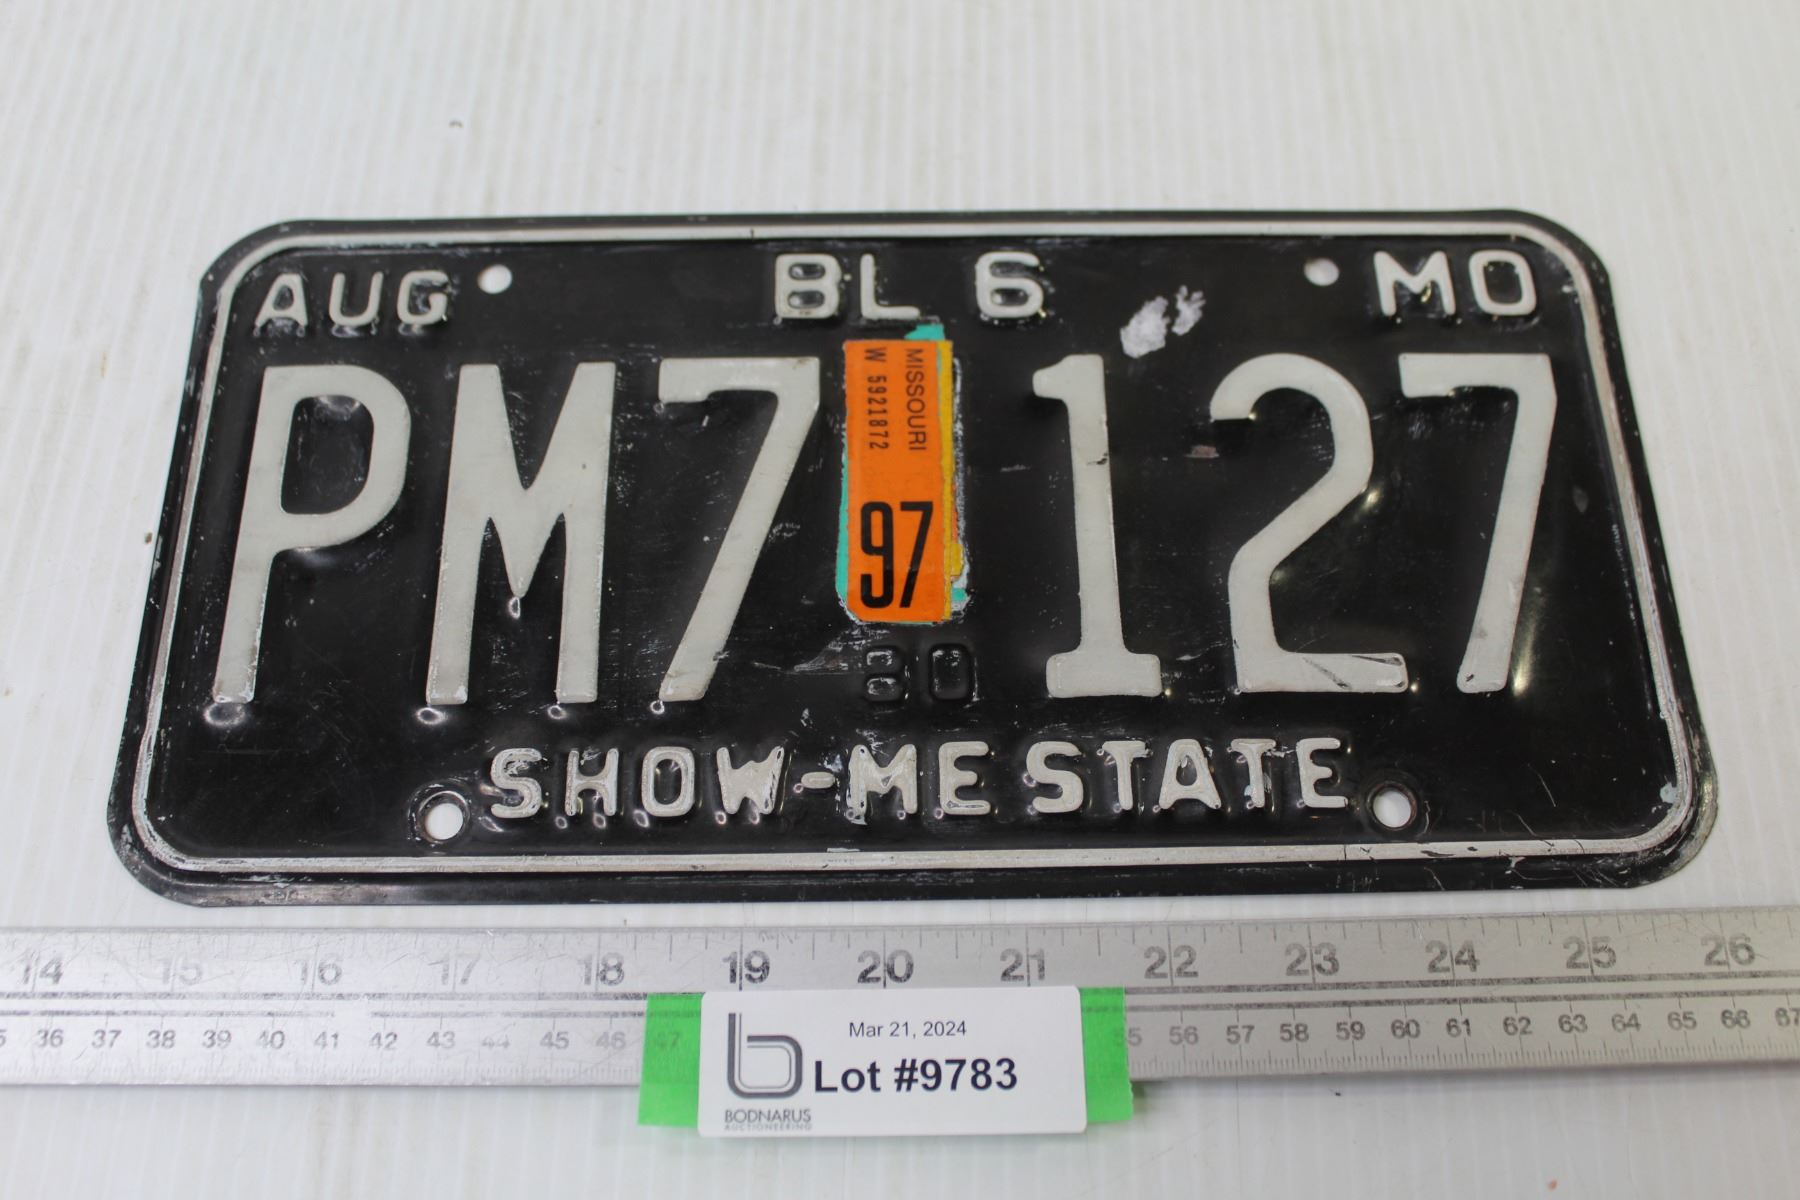 AUG BL 6 MO
PM7 127
MISSOURI
W 5921872
97
80
SHOW-ME STATE
14 15 16 17 18 19 20 21 22 23 24 25 26
36 37 38 39 40 41 42 43 44 45 46 47 55 56 57 58 59 60 61 62 63 64 65 66 67
Mar 21, 2024
Lot #9783
BODNARUS
AUCTIONEERING